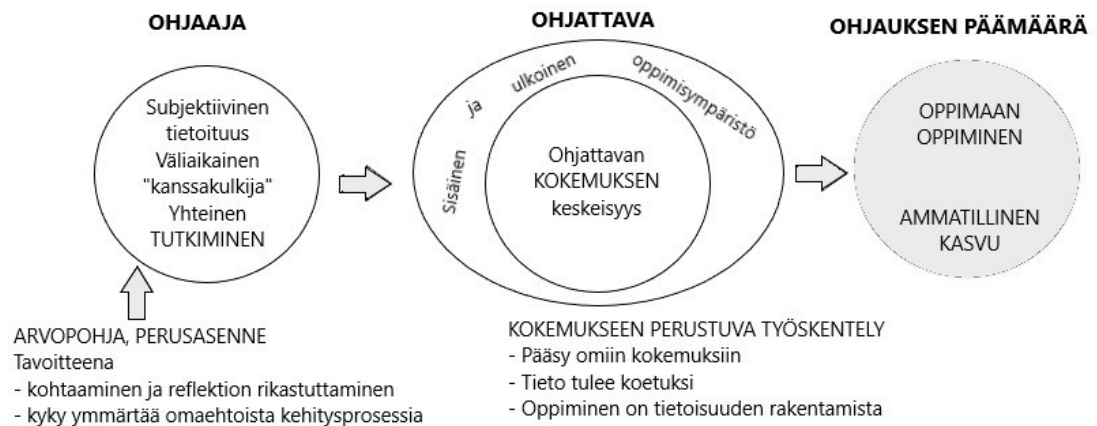 OHJAAJA
Subjektiivinen
tietoituus
Väliaikainen
"kanssakulkija"
Yhteinen
TUTKIMINEN
ARVOPOHJA, PERUSASENNE
Tavoitteena
- kohtaaminen ja reflektion rikastuttaminen
- kyky ymmärtää omaehtoista kehitysprosessia
OHJATTAVA
Sisäinen ja ulkoinen oppimisympäristö
Ohjattavan
KOKEMUKSEN
keskeisyys
KOKEMUKSEEN PERUSTUVA TYÖSKENTELY
- Pääsy omiin kokemuksiin
- Tieto tulee koetuksi
- Oppiminen on tietoisuuden rakentamista
OHJAUKSEN PÄÄMÄÄRÄ
OPPIMAAN
OPPIMINEN
AMMATILLINEN
KASVU